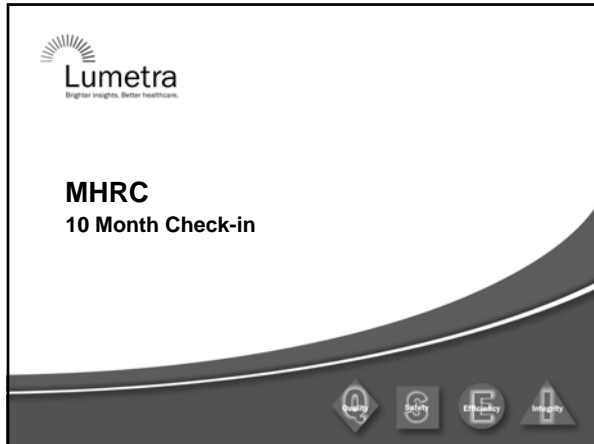 Lumetra
Brighter insights. Better healthcare.
MHRC
10 Month Check-in
Q Quality
S Safety
E Efficiency
I Integrity